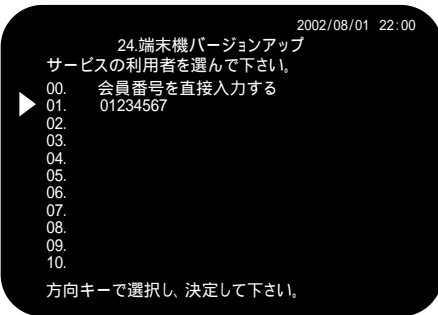 2002/08/01 22:00
24.端末機バージョンアップ
サービスの利用者を選んで下さい。
00. 会員番号を直接入力する
01. 01234567
02.
03.
04.
05.
06.
07.
08.
09.
10.
方向キーで選択し、決定して下さい。